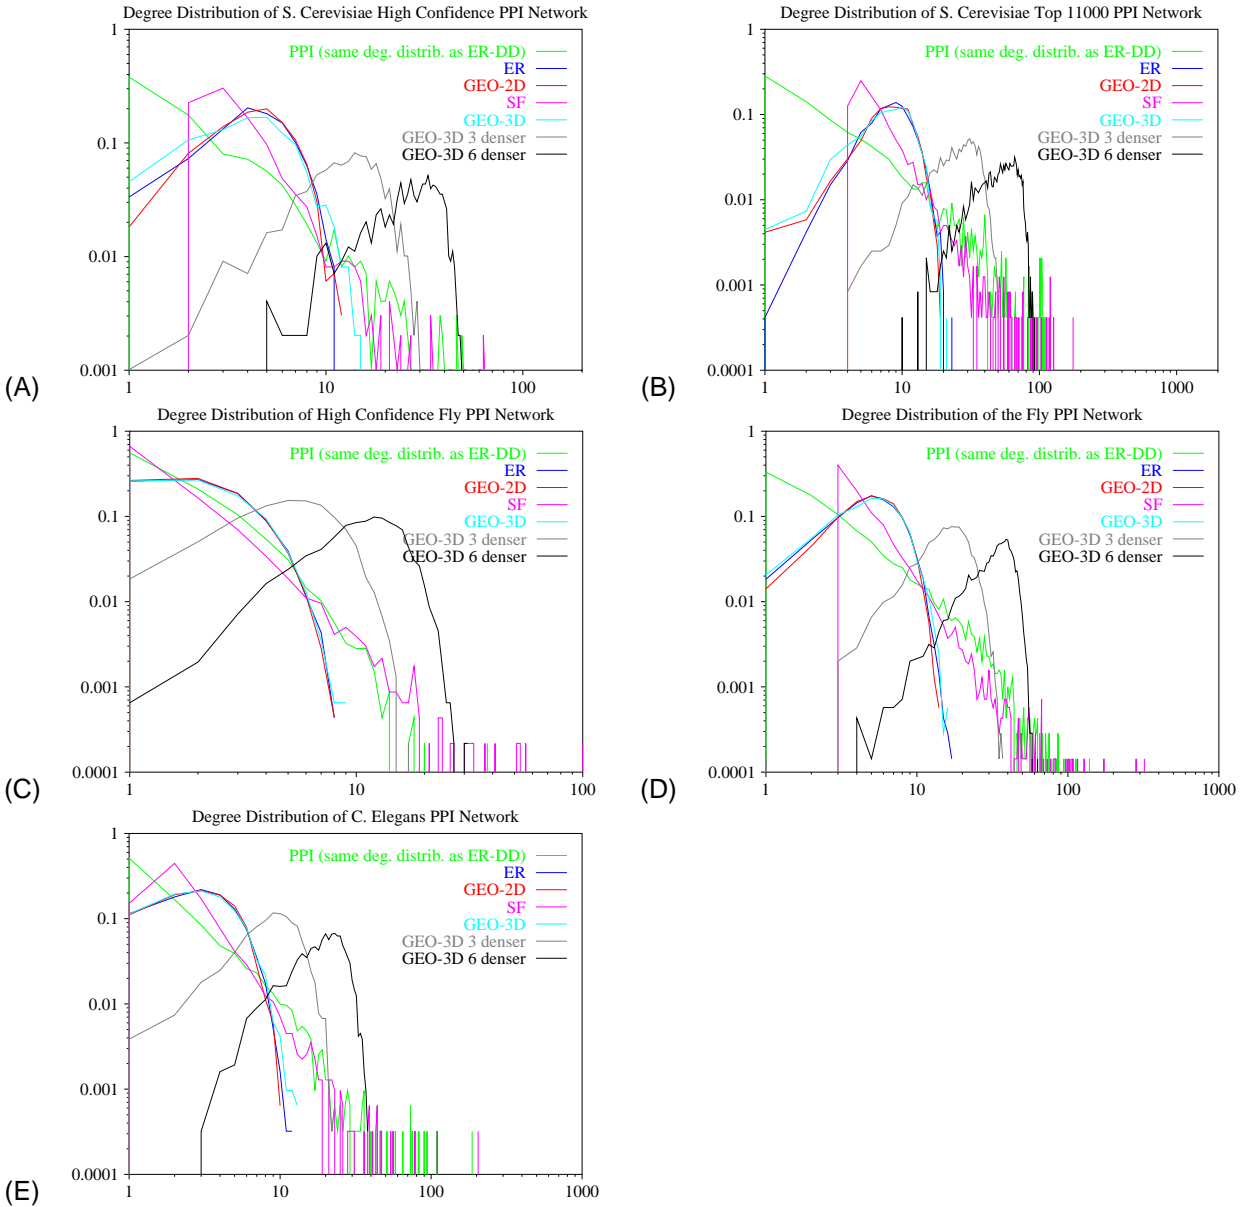 Degree Distribution of S. Cerevisiae High Confidence PPI Network
1
PPI (same deg. distrib. as ER-DD)
ER
GEO-2D
SF
GEO-3D
GEO-3D 3 denser
GEO-3D 6 denser
0.1
0.01
0.001
1
10
100
(A)
Degree Distribution of S. Cerevisiae Top 11000 PPI Network
1
PPI (same deg. distrib. as ER-DD)
ER
GEO-2D
SF
GEO-3D
GEO-3D 3 denser
GEO-3D 6 denser
0.1
0.01
0.001
0.0001
1
10
100
1000
(B)
Degree Distribution of High Confidence Fly PPI Network
1
PPI (same deg. distrib. as ER-DD)
ER
GEO-2D
SF
GEO-3D
GEO-3D 3 denser
GEO-3D 6 denser
0.1
0.01
0.001
0.0001
1
10
100
(C)
Degree Distribution of the Fly PPI Network
1
PPI (same deg. distrib. as ER-DD)
ER
GEO-2D
SF
GEO-3D
GEO-3D 3 denser
GEO-3D 6 denser
0.1
0.01
0.001
0.0001
1
10
100
1000
(D)
Degree Distribution of C. Elegans PPI Network
1
PPI (same deg. distrib. as ER-DD)
ER
GEO-2D
SF
GEO-3D
GEO-3D 3 denser
GEO-3D 6 denser
0.1
0.01
0.001
0.0001
1
10
100
1000
(E)